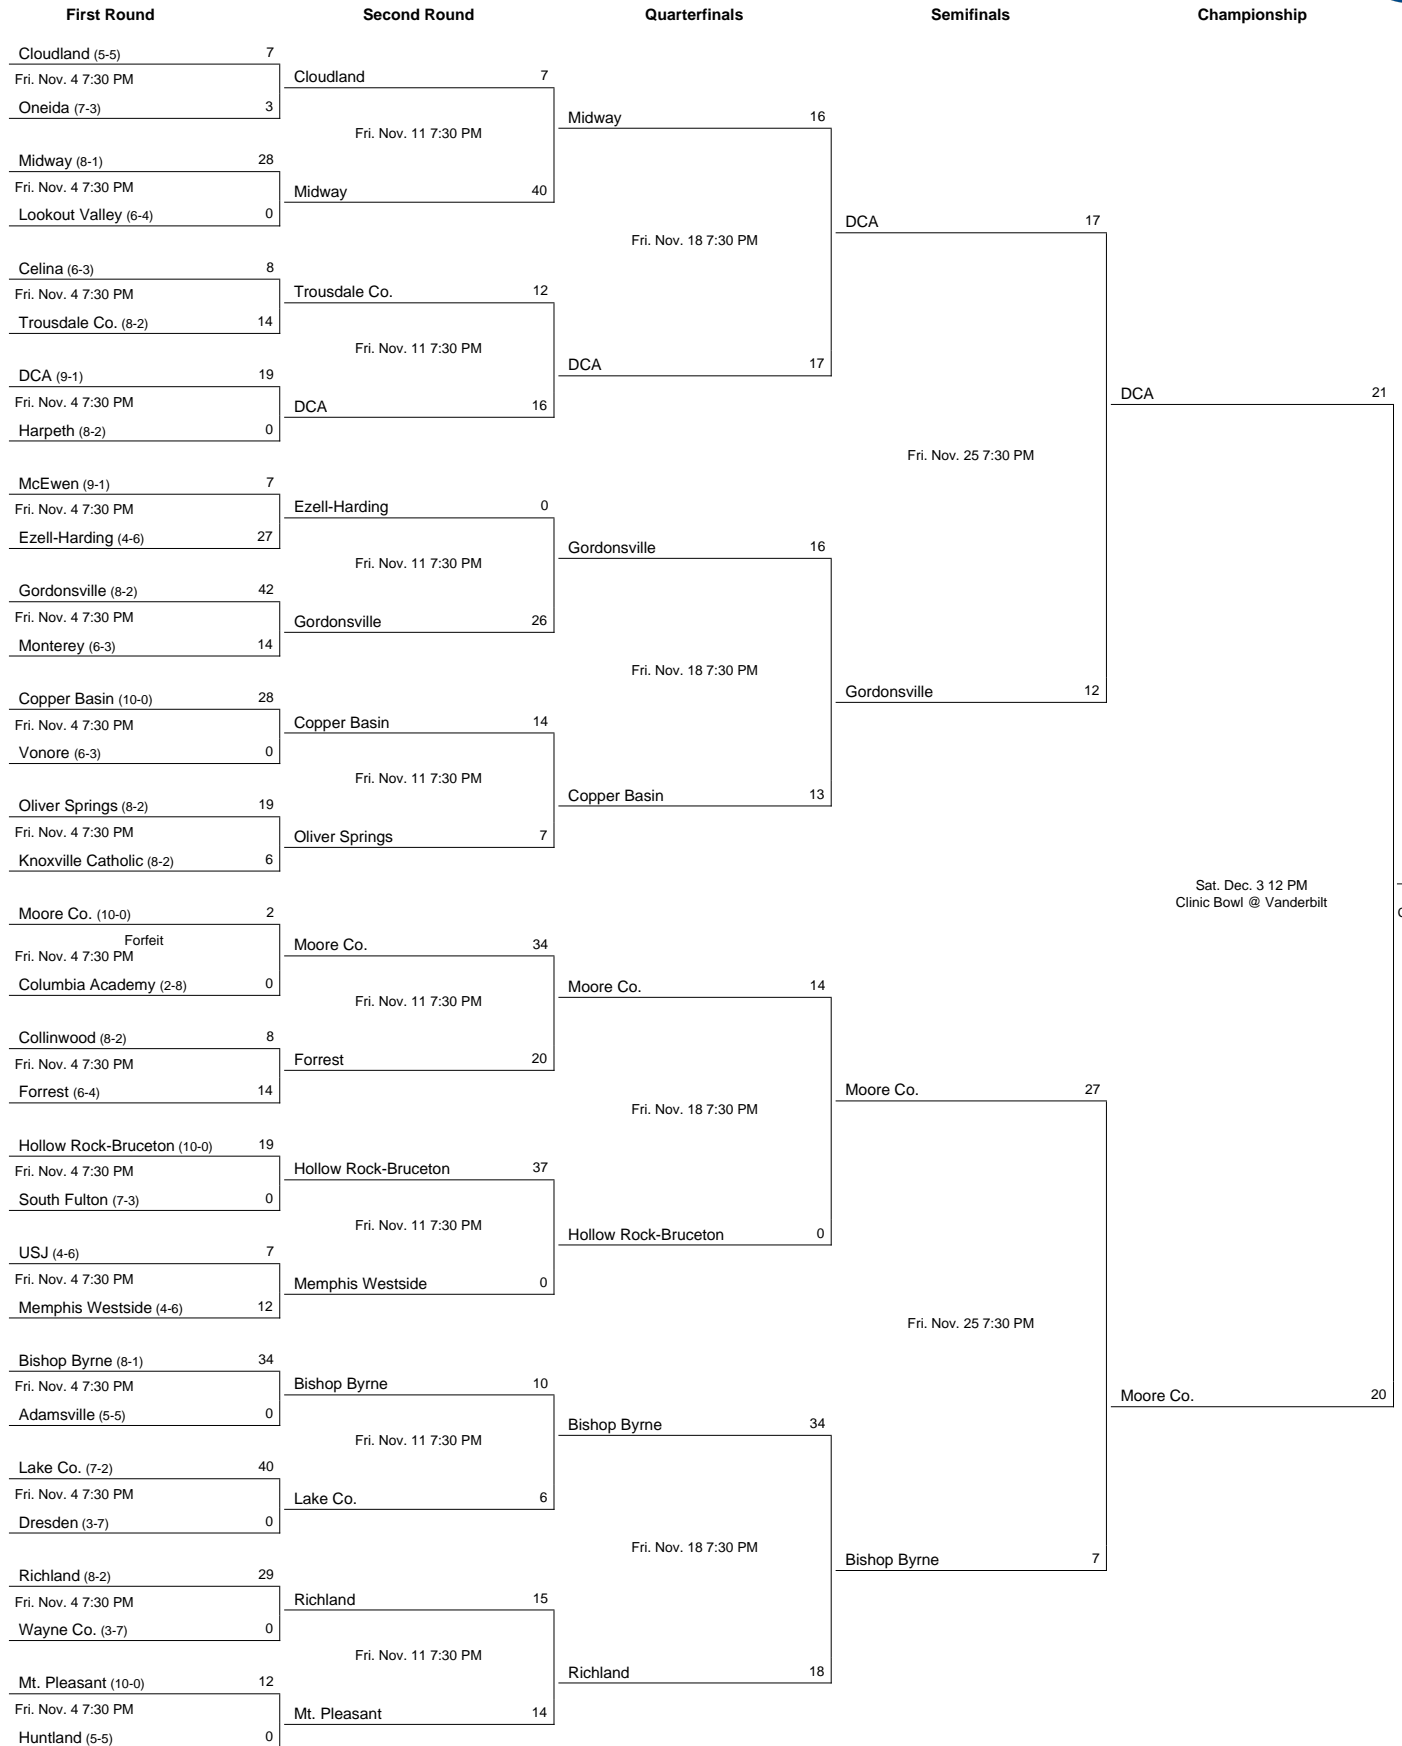 First Round
Second Round
Quarterfinals
Semifinals
Championship
Cloudland (5-5) 7
Fri. Nov. 4 7:30 PM
Oneida (7-3) 3
Midway (8-1) 28
Fri. Nov. 4 7:30 PM
Lookout Valley (6-4) 0
Celina (6-3) 8
Fri. Nov. 4 7:30 PM
Trousdale Co. (8-2) 14
DCA (9-1) 19
Fri. Nov. 4 7:30 PM
Harpeth (8-2) 0
McEwen (9-1) 7
Fri. Nov. 4 7:30 PM
Ezell-Harding (4-6) 27
Gordonsville (8-2) 42
Fri. Nov. 4 7:30 PM
Monterey (6-3) 14
Copper Basin (10-0) 28
Fri. Nov. 4 7:30 PM
Vonore (6-3) 0
Oliver Springs (8-2) 19
Fri. Nov. 4 7:30 PM
Knoxville Catholic (8-2) 6
Moore Co. (10-0) 2
Forfeit
Fri. Nov. 4 7:30 PM
Columbia Academy (2-8) 0
Collinwood (8-2) 8
Fri. Nov. 4 7:30 PM
Forrest (6-4) 14
Hollow Rock-Bruceton (10-0) 19
Fri. Nov. 4 7:30 PM
South Fulton (7-3) 0
USJ (4-6) 7
Fri. Nov. 4 7:30 PM
Memphis Westside (4-6) 12
Bishop Byrne (8-1) 34
Fri. Nov. 4 7:30 PM
Adamsville (5-5) 0
Lake Co. (7-2) 40
Fri. Nov. 4 7:30 PM
Dresden (3-7) 0
Richland (8-2) 29
Fri. Nov. 4 7:30 PM
Wayne Co. (3-7) 0
Mt. Pleasant (10-0) 12
Fri. Nov. 4 7:30 PM
Huntland (5-5) 0
Cloudland 7
Fri. Nov. 11 7:30 PM
Midway 40
Trousdale Co. 12
Fri. Nov. 11 7:30 PM
DCA 16
Ezell-Harding 0
Fri. Nov. 11 7:30 PM
Gordonsville 26
Copper Basin 14
Fri. Nov. 11 7:30 PM
Oliver Springs 7
Moore Co. 34
Fri. Nov. 11 7:30 PM
Forrest 20
Hollow Rock-Bruceton 37
Fri. Nov. 11 7:30 PM
Memphis Westside 0
Bishop Byrne 10
Fri. Nov. 11 7:30 PM
Lake Co. 6
Richland 15
Fri. Nov. 11 7:30 PM
Mt. Pleasant 14
Midway 16
Fri. Nov. 18 7:30 PM
DCA 17
Gordonsville 16
Fri. Nov. 18 7:30 PM
Copper Basin 13
Moore Co. 14
Fri. Nov. 18 7:30 PM
Hollow Rock-Bruceton 0
Bishop Byrne 34
Fri. Nov. 18 7:30 PM
Richland 18
DCA 17
Fri. Nov. 25 7:30 PM
Gordonsville 12
Moore Co. 27
Fri. Nov. 25 7:30 PM
Bishop Byrne 7
DCA 21
Sat. Dec. 3 12 PM
Clinic Bowl @ Vanderbilt
Moore Co. 20